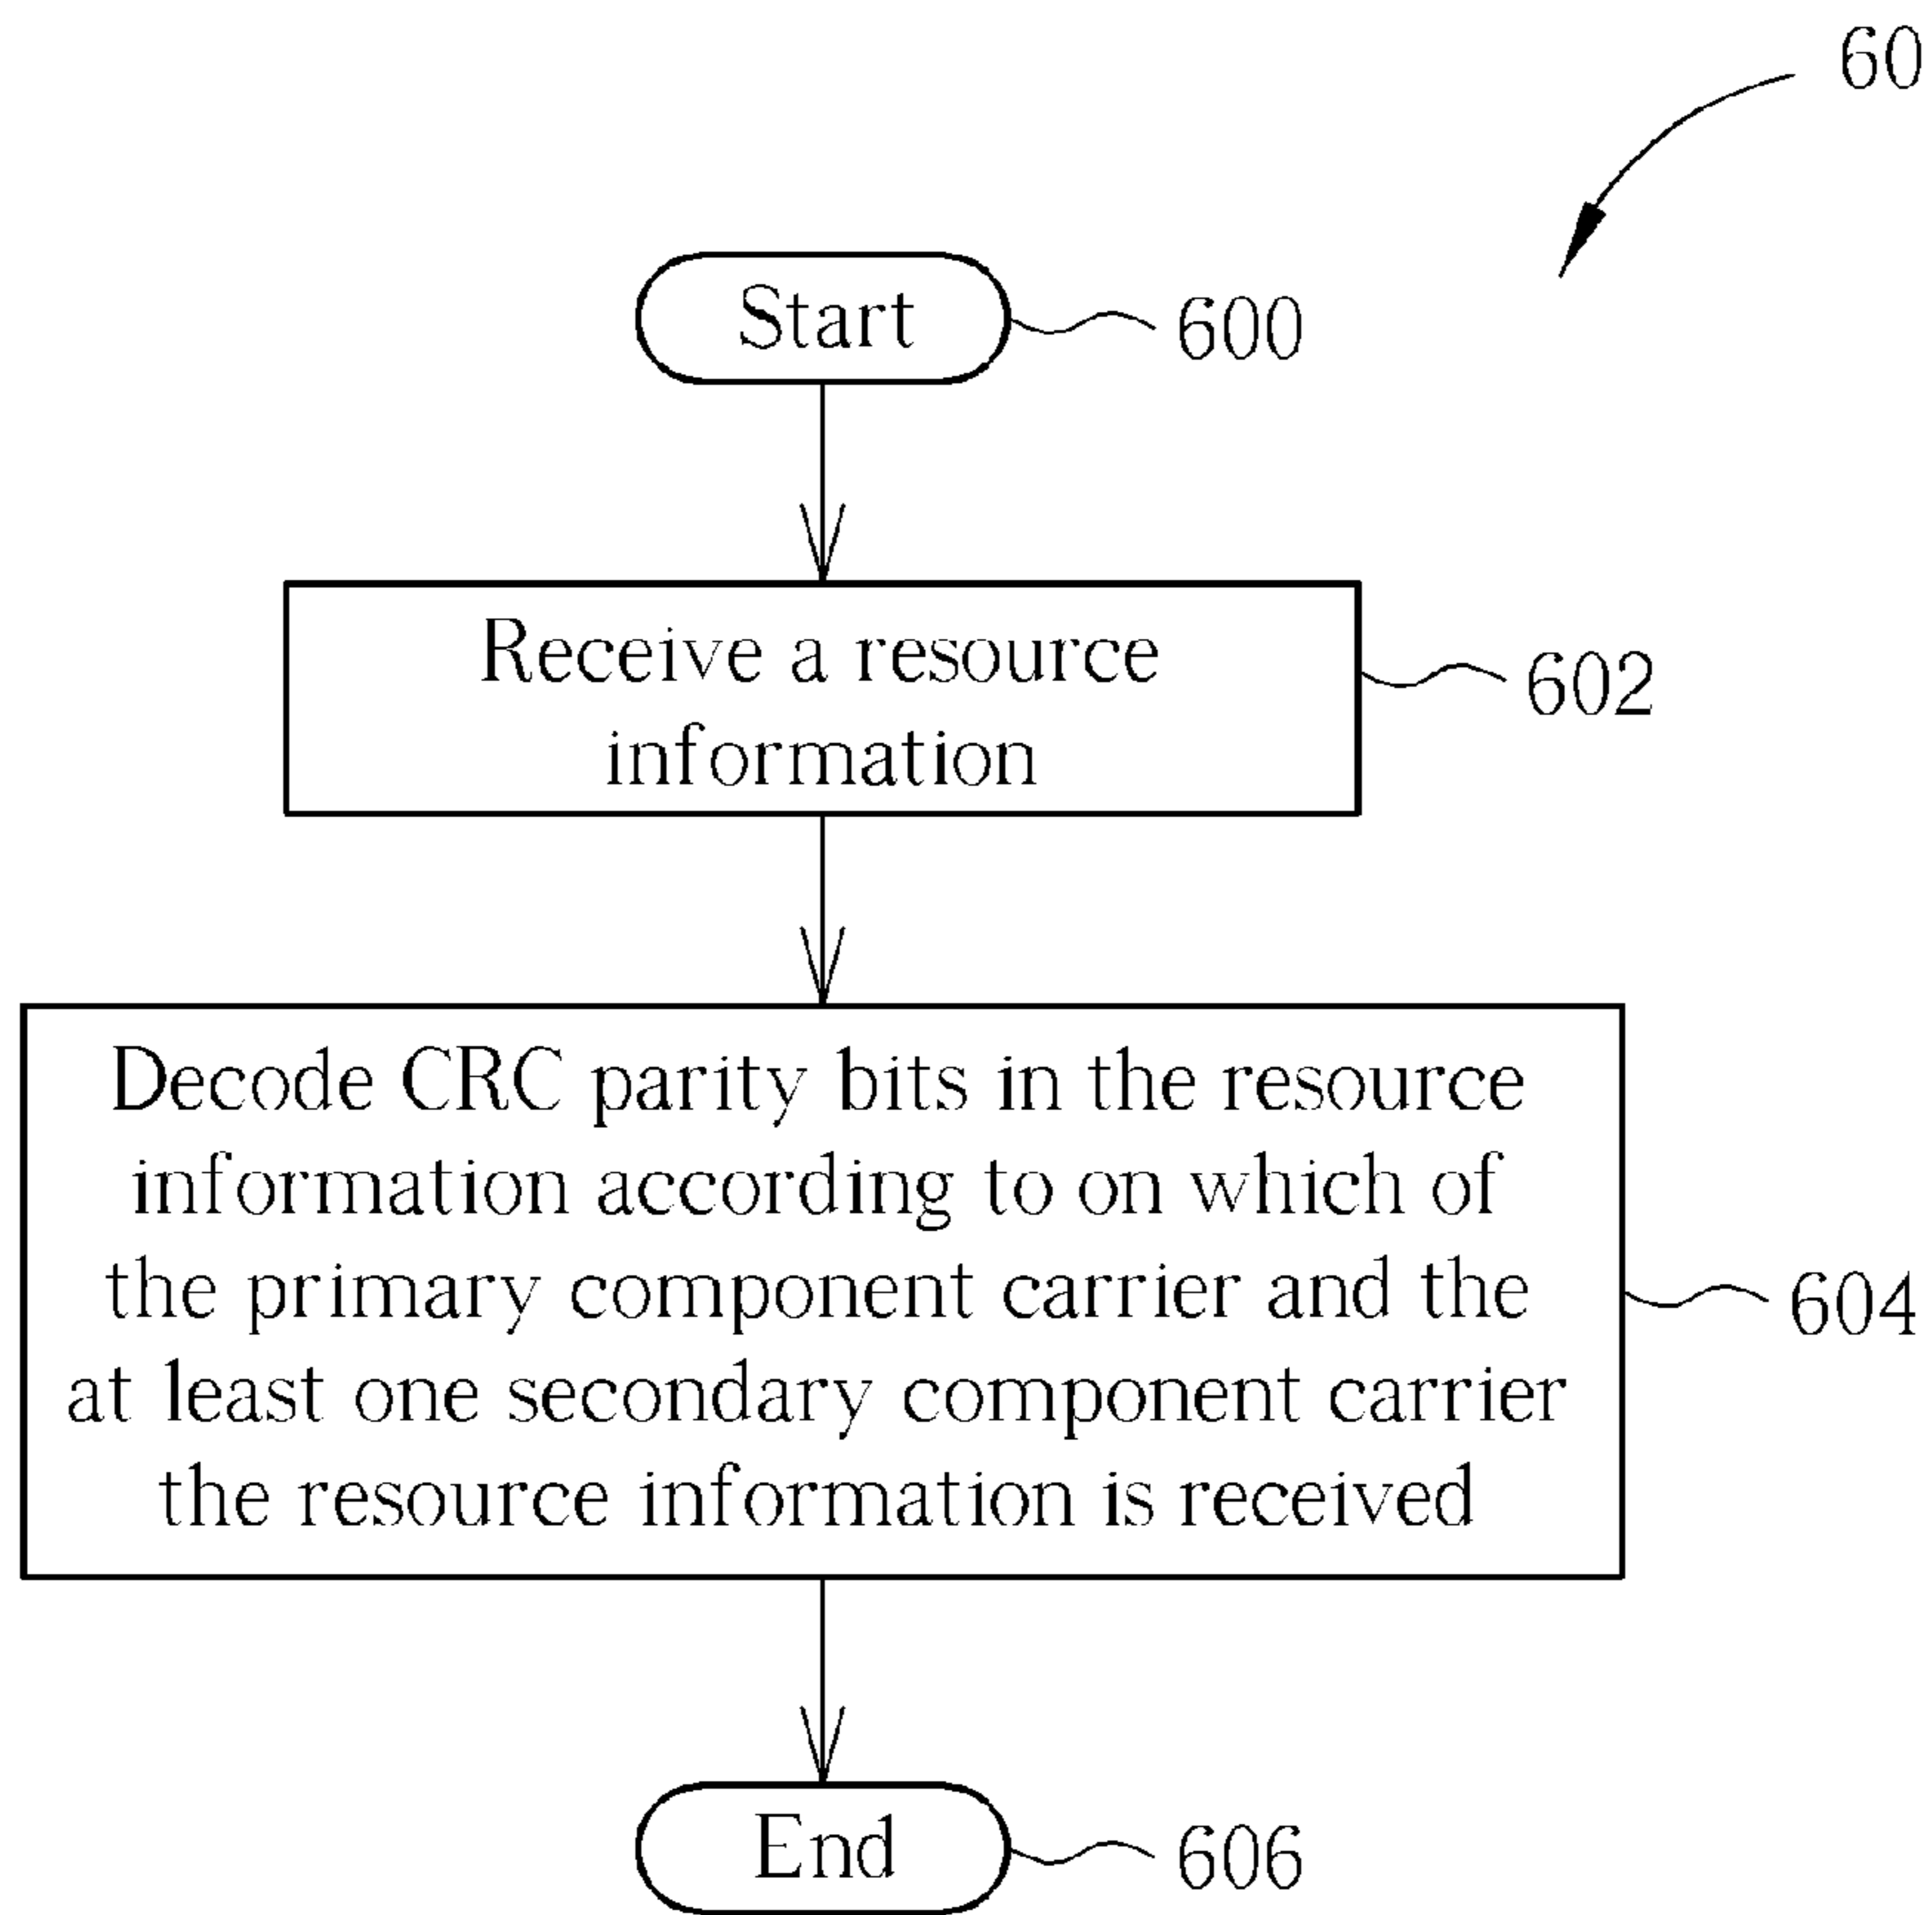 60
Start
600
Receive a resource
information
602
Decode CRC parity bits in the resource
information according to on which of
the primary component carrier and the
at least one secondary component carrier
the resource information is received
604
End
606